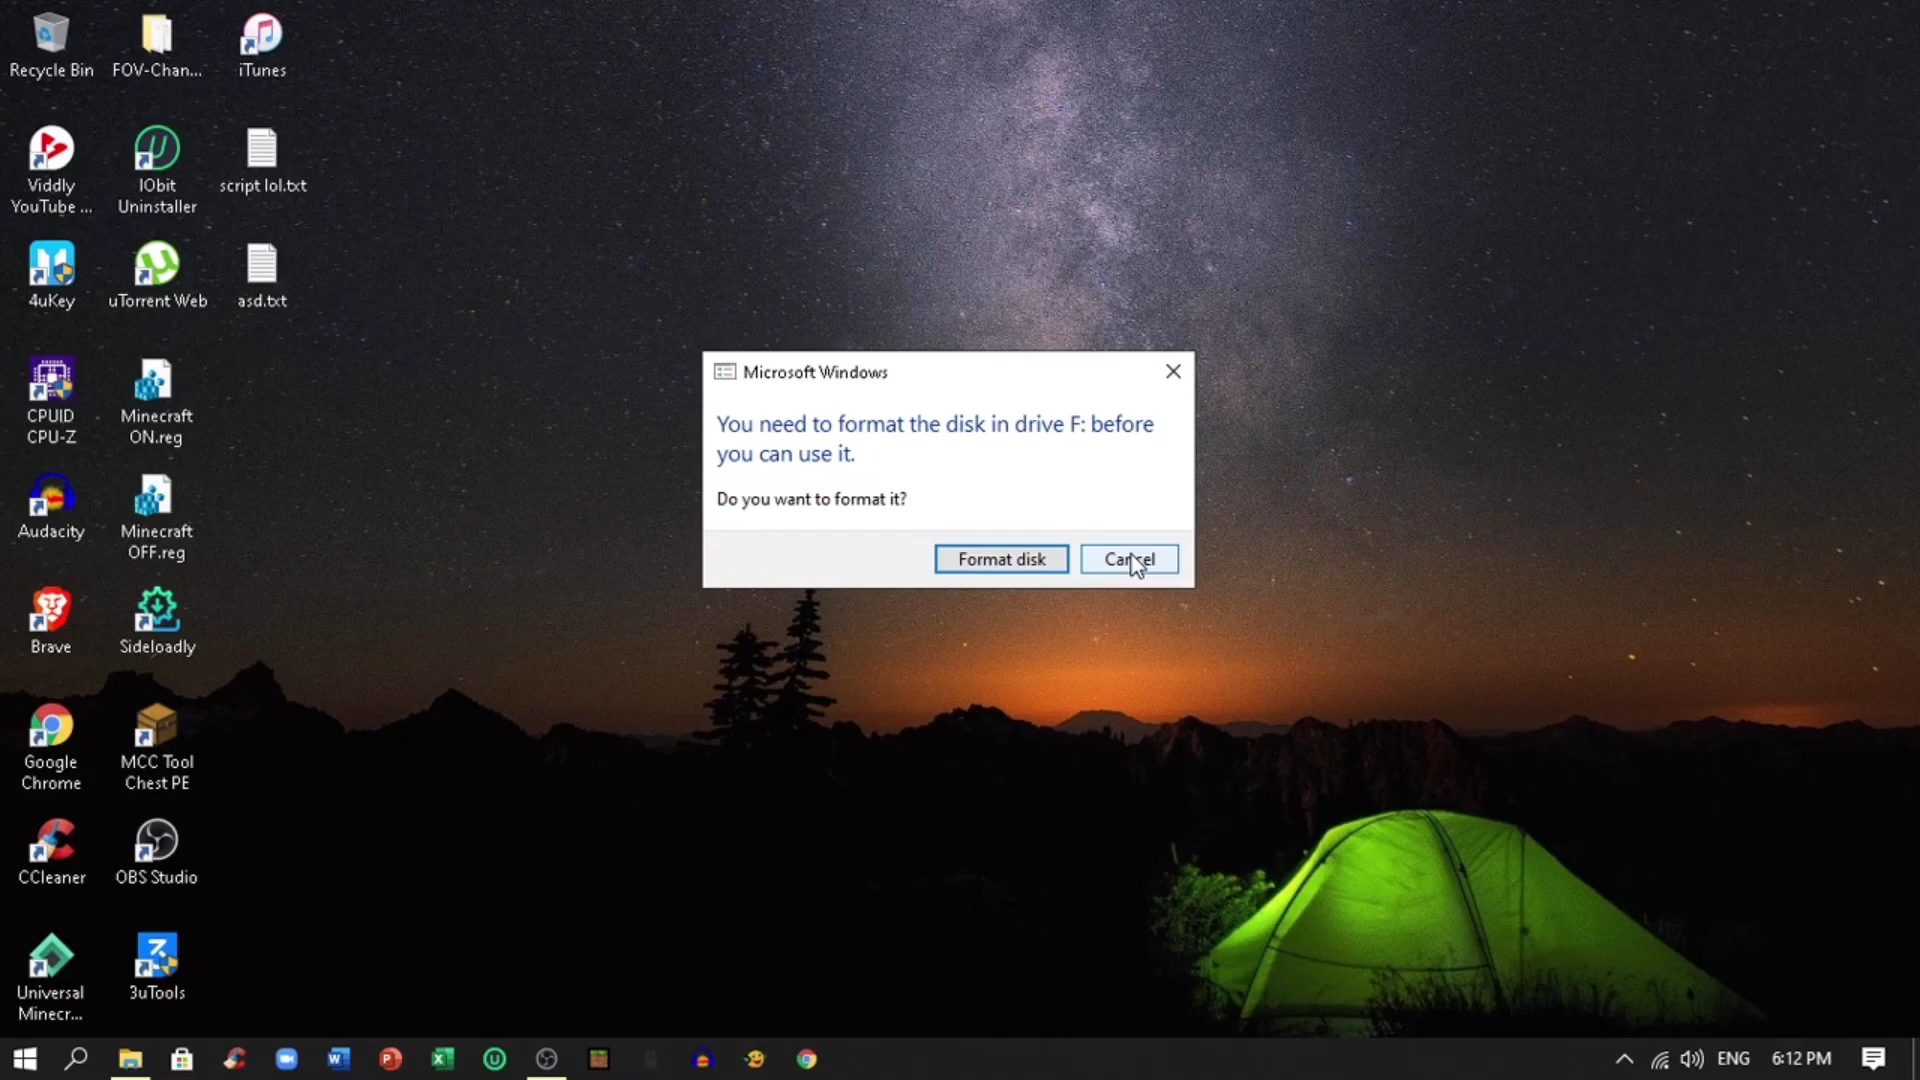 Recycle Bin
FOV-Chan...
iTunes
Viddly
YouTube ...
IObit
Uninstaller
script lol.txt
4uKey
uTorrent Web
asd.txt
CPUID
CPU-Z
Minecraft
ON.reg
Audacity
Minecraft
OFF.reg
Brave
Sideloadly
Google
Chrome
MCC Tool
Chest PE
CCleaner
OBS Studio
Universal
Minecr...
3uTools
Microsoft Windows
You need to format the disk in drive F: before
you can use it.
Do you want to format it?
Format disk
Cancel
ENG
6:12 PM